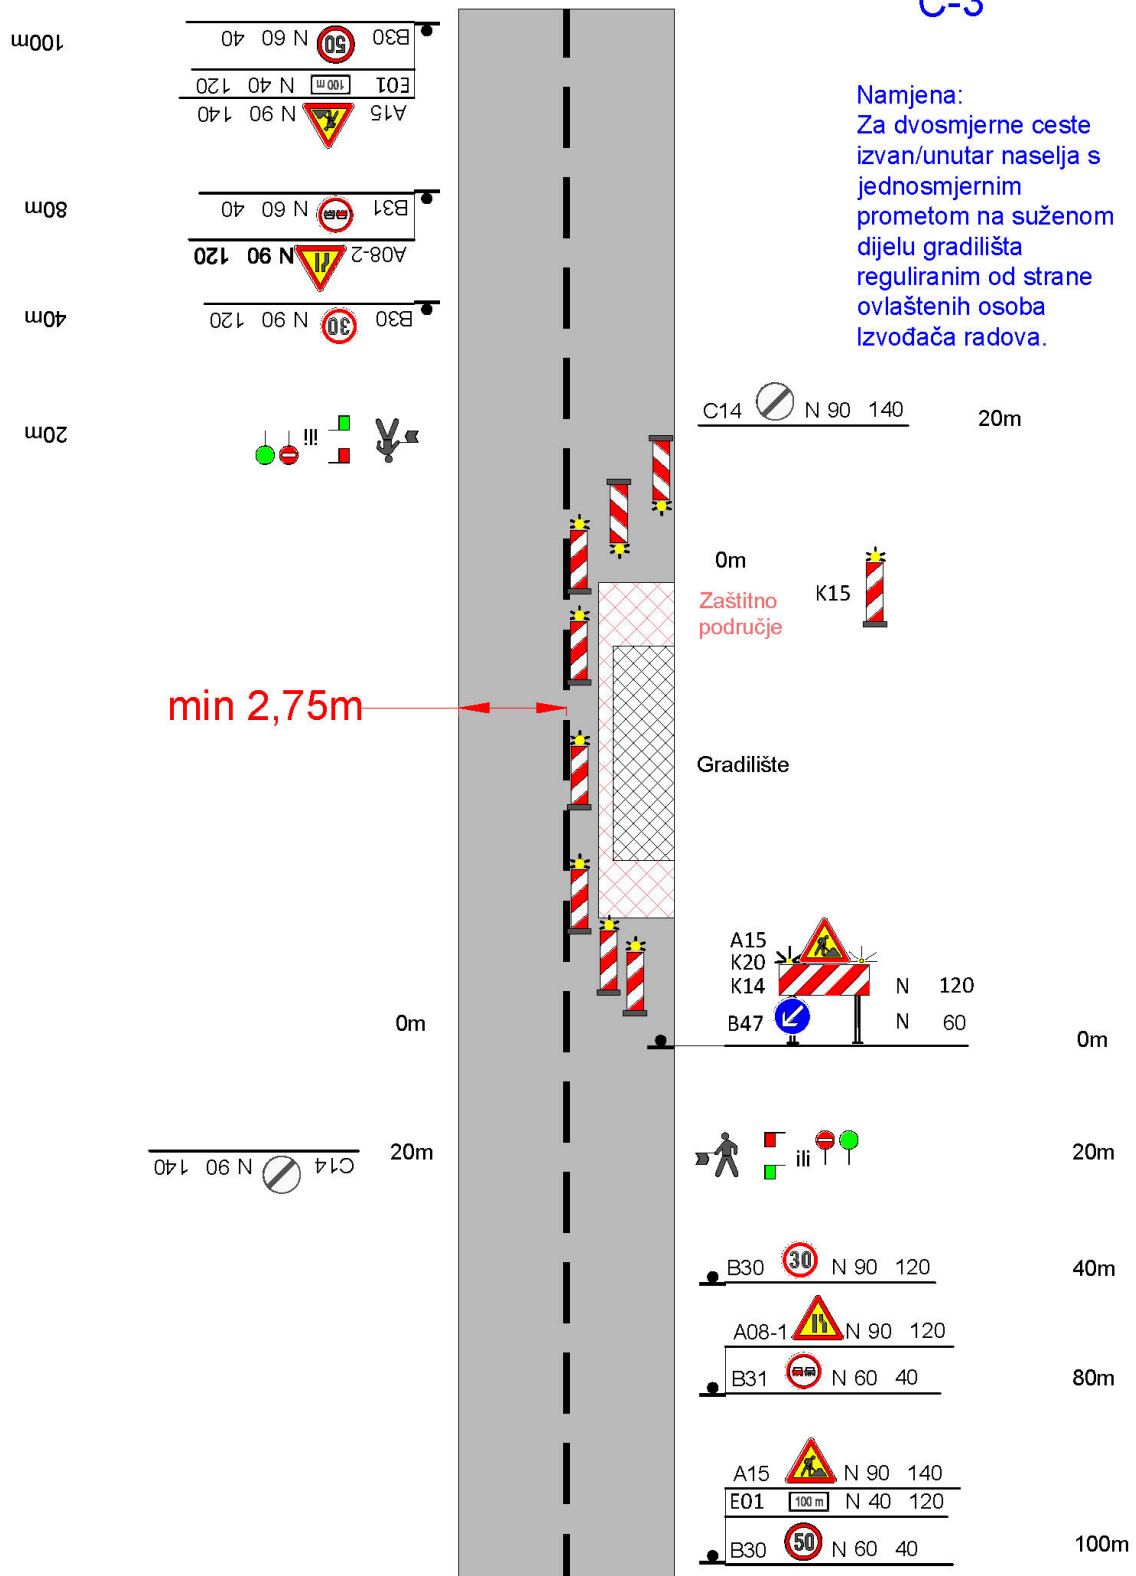 C-3
Namjena:
Za dvosmjerne ceste
izvan/unutar naselja s
jednosmjernim
prometom na suženom
dijelu gradilišta
reguliranim od strane
ovlaštenih osoba
Izvođača radova.
100m
B30 50 N 60 40
E01 100 m N 40 120
A15 N 90 140
80m
B31 N 60 40
A08-2 N 90 120
40m
B30 30 N 90 120
20m
ili
C14 N 90 140 20m
0m
Zaštitno
područje
K15
min 2,75m
Gradilište
A15
K20
K14 N 120
B47 N 60
0m
0m
20m
C14 N 90 140
ili
20m
B30 30 N 90 120 40m
A08-1 N 90 120
B31 N 60 40 80m
A15 N 90 140
E01 100 m N 40 120
B30 50 N 60 40 100m